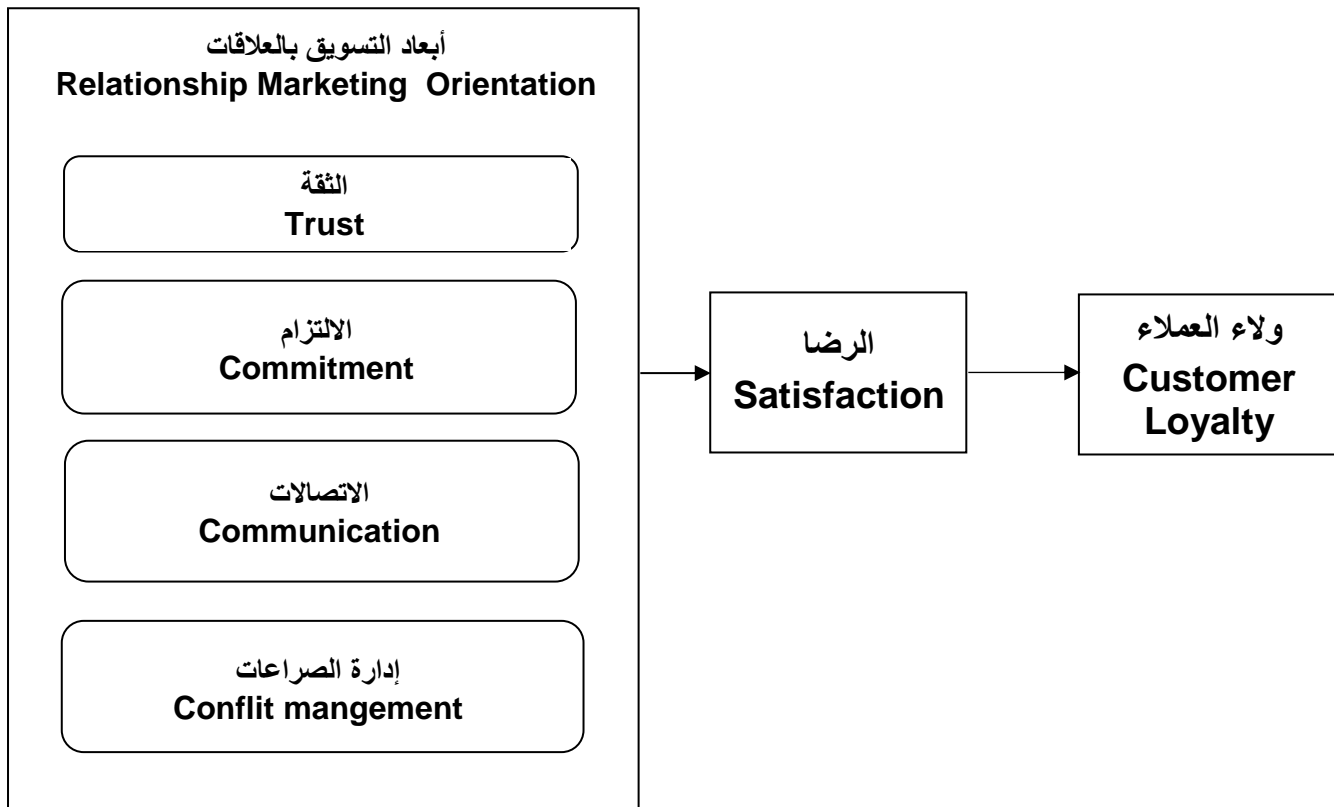 أبعاد التسويق بالعلاقات
Relationship Marketing Orientation
الثقة
Trust
الالتزام
Commitment
الاتصالات
Communication
إدارة الصراعات
Conflit mangement
الرضا
Satisfaction
ولاء العملاء
Customer
Loyalty